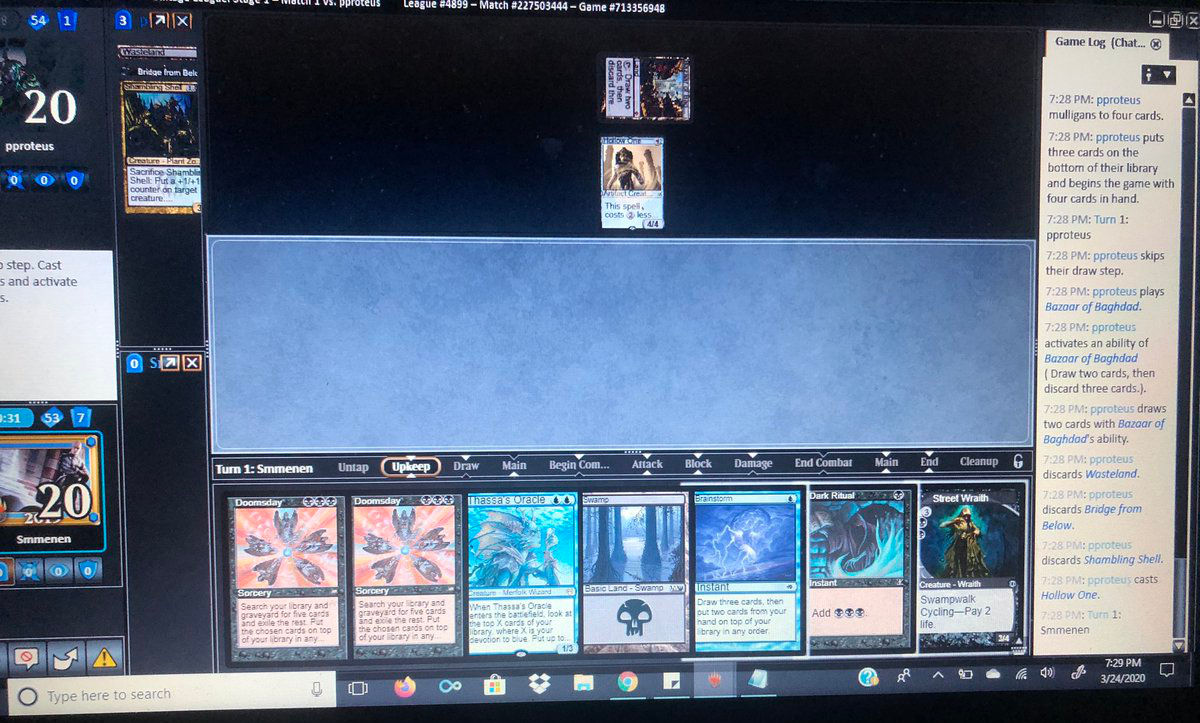 Match 1 vs. pproteus League #4899 – Match #227503444 – Game #713356948
54 1
20
pproteus
0 0 0
step. Cast
s and activate
s.
3
Wasteland
Bridge from Belo
Shambling Shell
Creature - Plant Zo
Sacrifice Shambli
Shell: Put a +1/+1
counter on target
creature....
Draw two
cards, then
discard three
Hollow One
Artifact Creat
This spell
costs 2 less
4/4
0
:31 53 7
20
Smmenen
0 0 0
Turn 1: Smmenen Untap Upkeep Draw Main Begin Com... Attack Block Damage End Combat Main End Cleanup
Doomsday
Sorcery
Search your library and
graveyard for five cards
and exile the rest. Put
the chosen cards on top
of your library in any...
Doomsday
Sorcery
Search your library and
graveyard for five cards
and exile the rest. Put
the chosen cards on top
of your library in any...
Thassa's Oracle
Creature - Merfolk Wizard
When Thassa's Oracle
enters the battlefield, look at
the top X cards of your
library, where X is your
devotion to blue. Put up to...
1/3
Swamp
Basic Land - Swamp
Brainstorm
Instant
Draw three cards, then
put two cards from your
hand on top of your
library in any order.
Dark Ritual
Instant
Add
Street Wraith
3
Creature - Wraith
Swampwalk
Cycling—Pay 2
life.
3/4
Game Log (Chat...
7:28 PM: pproteus
mulligans to four cards.
7:28 PM: pproteus puts
three cards on the
bottom of their library
and begins the game with
four cards in hand.
7:28 PM: Turn 1:
pproteus
7:28 PM: pproteus skips
their draw step.
7:28 PM: pproteus plays
Bazaar of Baghdad.
7:28 PM: pproteus
activates an ability of
Bazaar of Baghdad
( Draw two cards, then
discard three cards.).
7:28 PM: pproteus draws
two cards with Bazaar of
Baghdad's ability.
7:28 PM: pproteus
discards Wasteland.
7:28 PM: pproteus
discards Bridge from
Below.
7:28 PM: pproteus
discards Shambling Shell.
7:28 PM: pproteus casts
Hollow One.
7:28 PM: Turn 1:
Smmenen
Type here to search
7:29 PM
3/24/2020